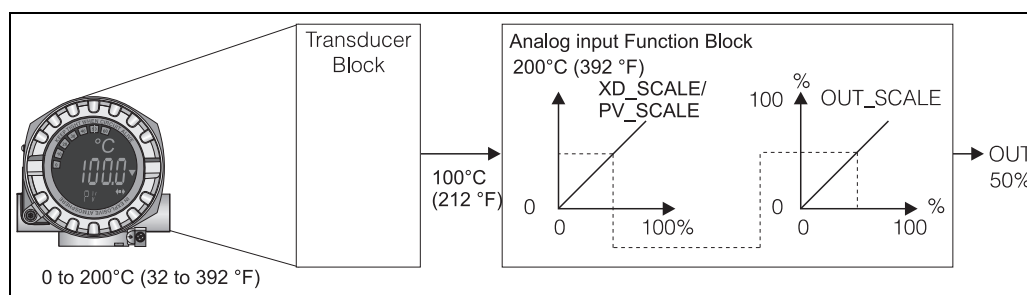 Transducer
Block
Analog input Function Block
200°C (392 °F)
XD_SCALE/
PV_SCALE
0
0
100%
%
100
OUT_SCALE
0
0
100
%
OUT
50%
100°C
(212 °F)
°C
100.0
PV
0 to 200°C (32 to 392 °F)